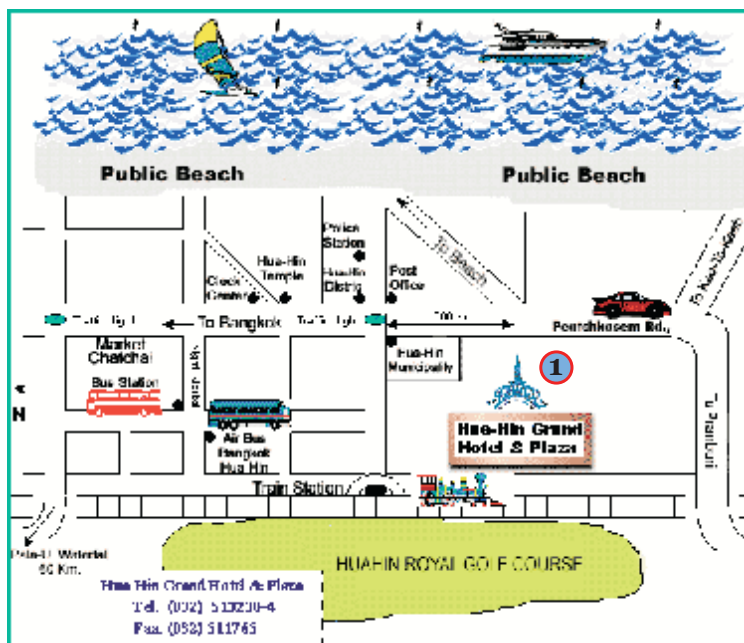 Public Beach
Public Beach
Police
Station
To Beach
Hua-Hin
Temple
Post
Office
Clock
Center
Hua-Hin
District
To Bangkok
Petchkasem Rd.
Market
Chatchai
Hua-Hin
Municipality
1
Bus Station
N
Hua-Hin Grand
Hotel & Plaza
Air Bus
Bangkok
Hua Hin
Train Station
Pala-U Waterfal
60 Km.
HUAHIN ROYAL GOLF COURSE
Hua Hin Grand Hotel & Plaza
Tel. (032)
Fax. (032) 511765